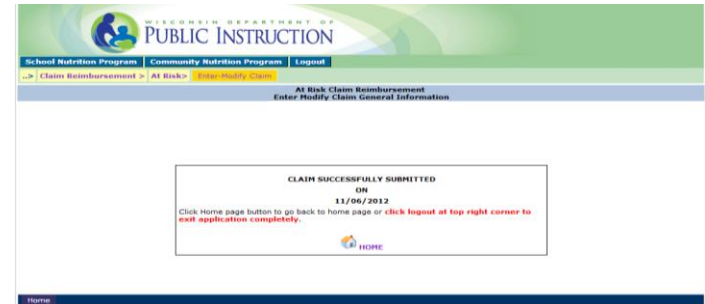 WISCONSIN DEPARTMENT OF
PUBLIC INSTRUCTION
School Nutrition Program Community Nutrition Program Logout
..> Claim Reimbursement > At Risk> Enter-Modify Claim
At Risk Claim Reimbursement
Enter Modify Claim General Information
CLAIM SUCCESSFULLY SUBMITTED
ON
11/06/2012
Click Home page button to go back to home page or click logout at top right corner to
exit application completely.
HOME
Home